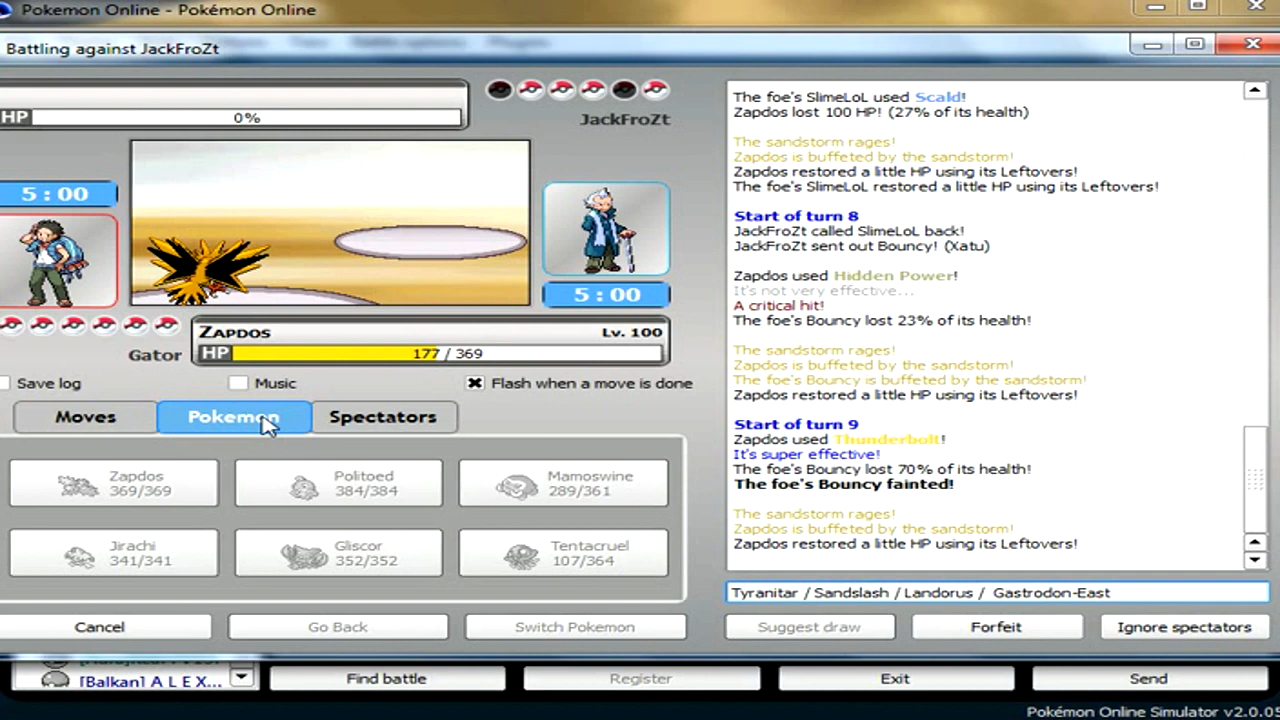 Pokemon Online - Pokémon Online
Battling against JackFroZt
HP 0%
JackFroZt
5 : 00
5 : 00
ZAPDOS Lv. 100
HP 177 / 369
Gator
Save log
Music
Flash when a move is done
Moves
Pokemon
Spectators
Zapdos
369/369
Politoed
384/384
Mamoswine
289/361
Jirachi
341/341
Gliscor
352/352
Tentacruel
107/364
Cancel
Go Back
Switch Pokemon
The foe's SlimeLoL used Scald!
Zapdos lost 100 HP! (27% of its health)
The sandstorm rages!
Zapdos is buffeted by the sandstorm!
Zapdos restored a little HP using its Leftovers!
The foe's SlimeLoL restored a little HP using its Leftovers!
Start of turn 8
JackFroZt called SlimeLoL back!
JackFroZt sent out Bouncy! (Xatu)
Zapdos used Hidden Power!
It's not very effective...
A critical hit!
The foe's Bouncy lost 23% of its health!
The sandstorm rages!
Zapdos is buffeted by the sandstorm!
The foe's Bouncy is buffeted by the sandstorm!
Zapdos restored a little HP using its Leftovers!
Start of turn 9
Zapdos used Thunderbolt!
It's super effective!
The foe's Bouncy lost 70% of its health!
The foe's Bouncy fainted!
The sandstorm rages!
Zapdos is buffeted by the sandstorm!
Zapdos restored a little HP using its Leftovers!
Tyranitar / Sandslash / Landorus / Gastrodon-East
Suggest draw
Forfeit
Ignore spectators
[Balkan] A L E X...
Find battle
Register
Exit
Send
Pokémon Online Simulator v2.0.05